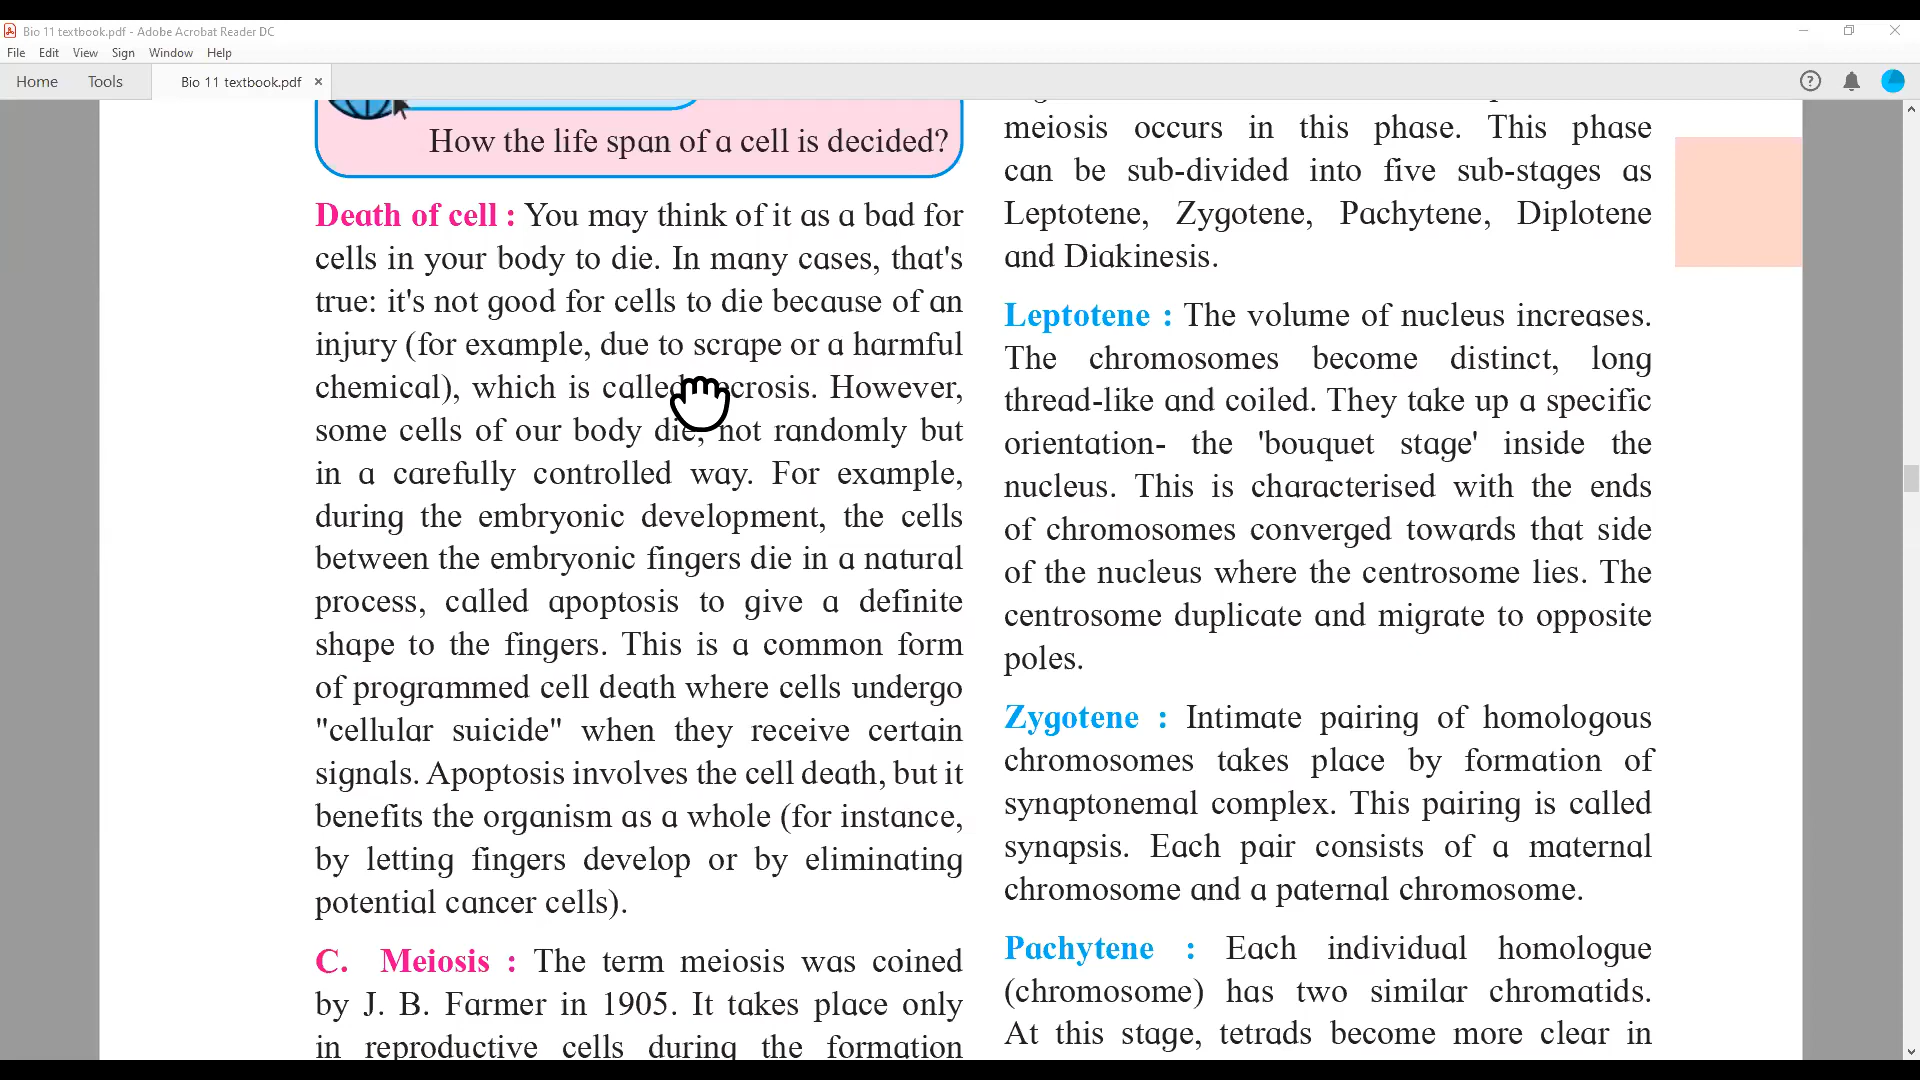 Bio 11 textbook.pdf - Adobe Acrobat Reader DC
File Edit View Sign Window Help
Home Tools Bio 11 textbook.pdf ×
How the life span of a cell is decided?
Death of cell : You may think of it as a bad for
cells in your body to die. In many cases, that's
true: it's not good for cells to die because of an
injury (for example, due to scrape or a harmful
chemical), which is called necrosis. However,
some cells of our body die, not randomly but
in a carefully controlled way. For example,
during the embryonic development, the cells
between the embryonic fingers die in a natural
process, called apoptosis to give a definite
shape to the fingers. This is a common form
of programmed cell death where cells undergo
"cellular suicide" when they receive certain
signals. Apoptosis involves the cell death, but it
benefits the organism as a whole (for instance,
by letting fingers develop or by eliminating
potential cancer cells).
C. Meiosis : The term meiosis was coined
by J. B. Farmer in 1905. It takes place only
in reproductive cells during the formation
meiosis occurs in this phase. This phase
can be sub-divided into five sub-stages as
Leptotene, Zygotene, Pachytene, Diplotene
and Diakinesis.
Leptotene : The volume of nucleus increases.
The chromosomes become distinct, long
thread-like and coiled. They take up a specific
orientation- the 'bouquet stage' inside the
nucleus. This is characterised with the ends
of chromosomes converged towards that side
of the nucleus where the centrosome lies. The
centrosome duplicate and migrate to opposite
poles.
Zygotene : Intimate pairing of homologous
chromosomes takes place by formation of
synaptonemal complex. This pairing is called
synapsis. Each pair consists of a maternal
chromosome and a paternal chromosome.
Pachytene : Each individual homologue
(chromosome) has two similar chromatids.
At this stage, tetrads become more clear in